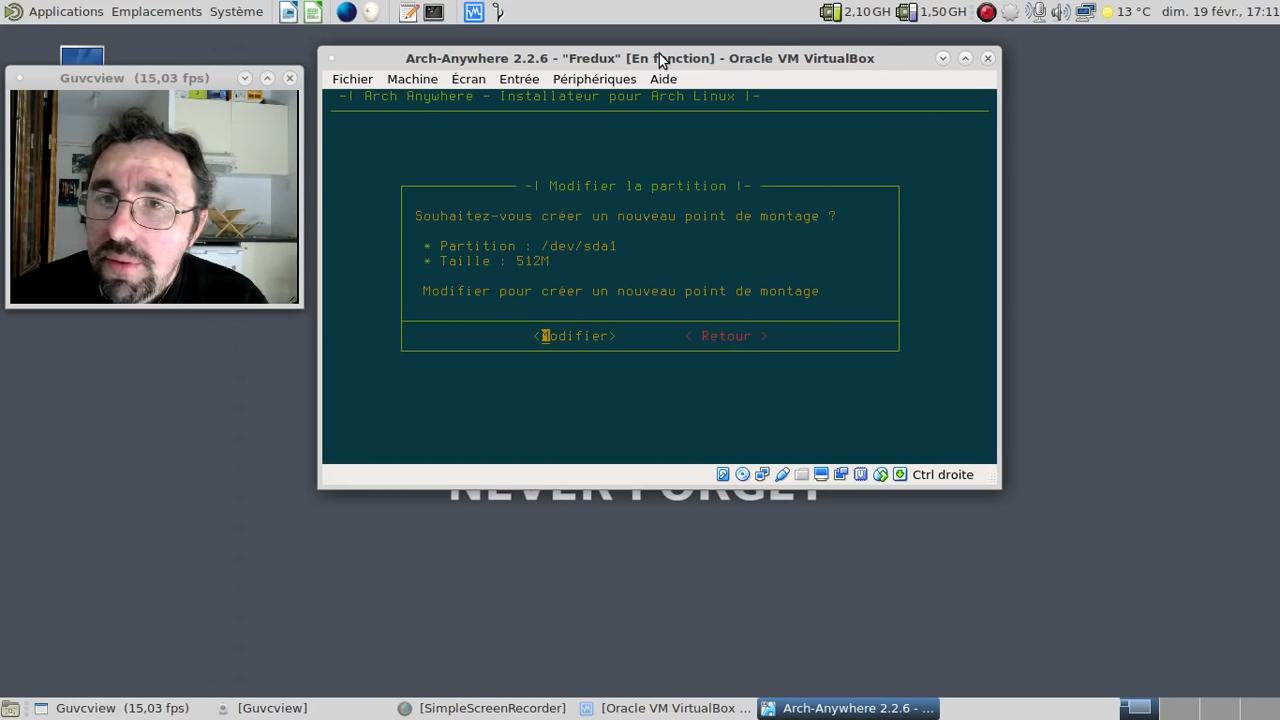 Applications Emplacements Système
2,10 GH
1,50 GH
13 °C
dim. 19 févr., 17:11
Guvcview (15,03 fps)
Arch-Anywhere 2.2.6 - "Fredux" [En fonction] - Oracle VM VirtualBox
Fichier Machine Écran Entrée Périphériques Aide
-| Arch Anywhere - Installateur pour Arch Linux |-
-| Modifier la partition |-
Souhaitez-vous créer un nouveau point de montage ?
* Partition : /dev/sda1
* Taille : 512M
Modifier pour créer un nouveau point de montage
<Modifier> < Retour >
Ctrl droite
NEVER FORGET
Guvcview (15,03 fps)
[Guvcview]
[SimpleScreenRecorder]
[Oracle VM VirtualBox ...
Arch-Anywhere 2.2.6 - ...